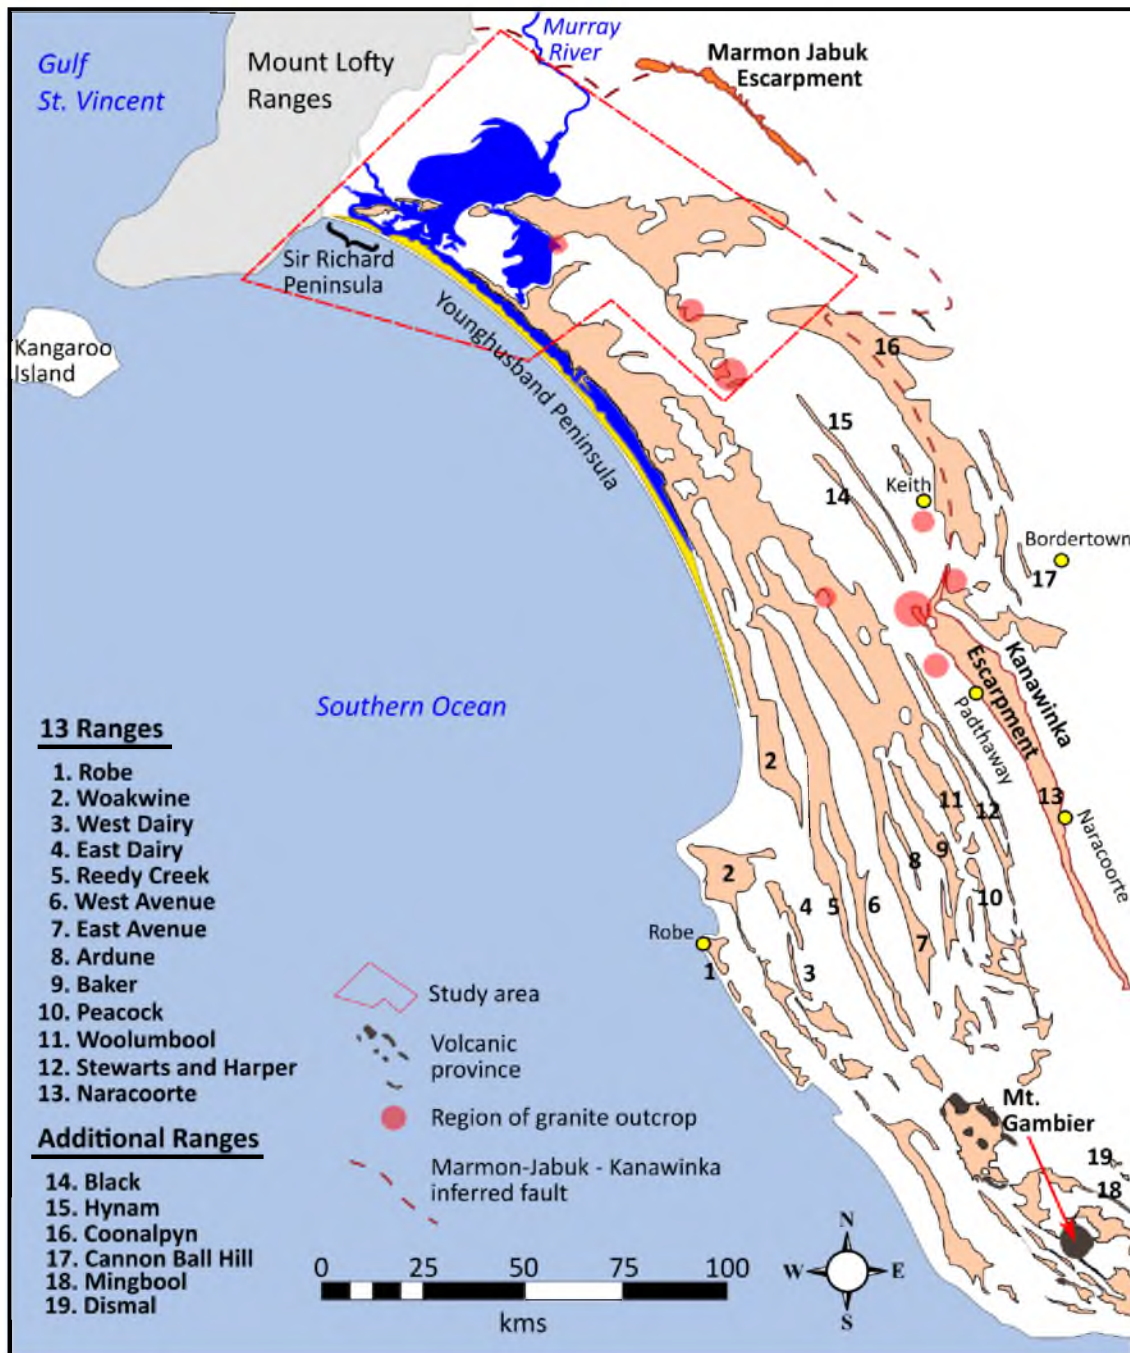 Gulf
St. Vincent
Mount Lofty
Ranges
Murray
River
Marmon Jabuk
Escarpment
Sir Richard
Peninsula
Kangaroo
Island
Younghusband Peninsula
16
15
14
Keith
Bordertown
17
Kanawinka
Escarpment
Padthaway
Southern Ocean
13
Naracoorte
2
11
12
9
8
10
2
4
5
6
7
Robe
1
3
13 Ranges
1. Robe
2. Woakwine
3. West Dairy
4. East Dairy
5. Reedy Creek
6. West Avenue
7. East Avenue
8. Ardune
9. Baker
10. Peacock
11. Woolumbool
12. Stewarts and Harper
13. Naracoorte
Additional Ranges
14. Black
15. Hynam
16. Coonalpyn
17. Cannon Ball Hill
18. Mingbool
19. Dismal
Study area
Volcanic
province
Region of granite outcrop
Marmon-Jabuk - Kanawinka
inferred fault
Mt.
Gambier
19
18
0 25 50 75 100
kms
N
W E
S